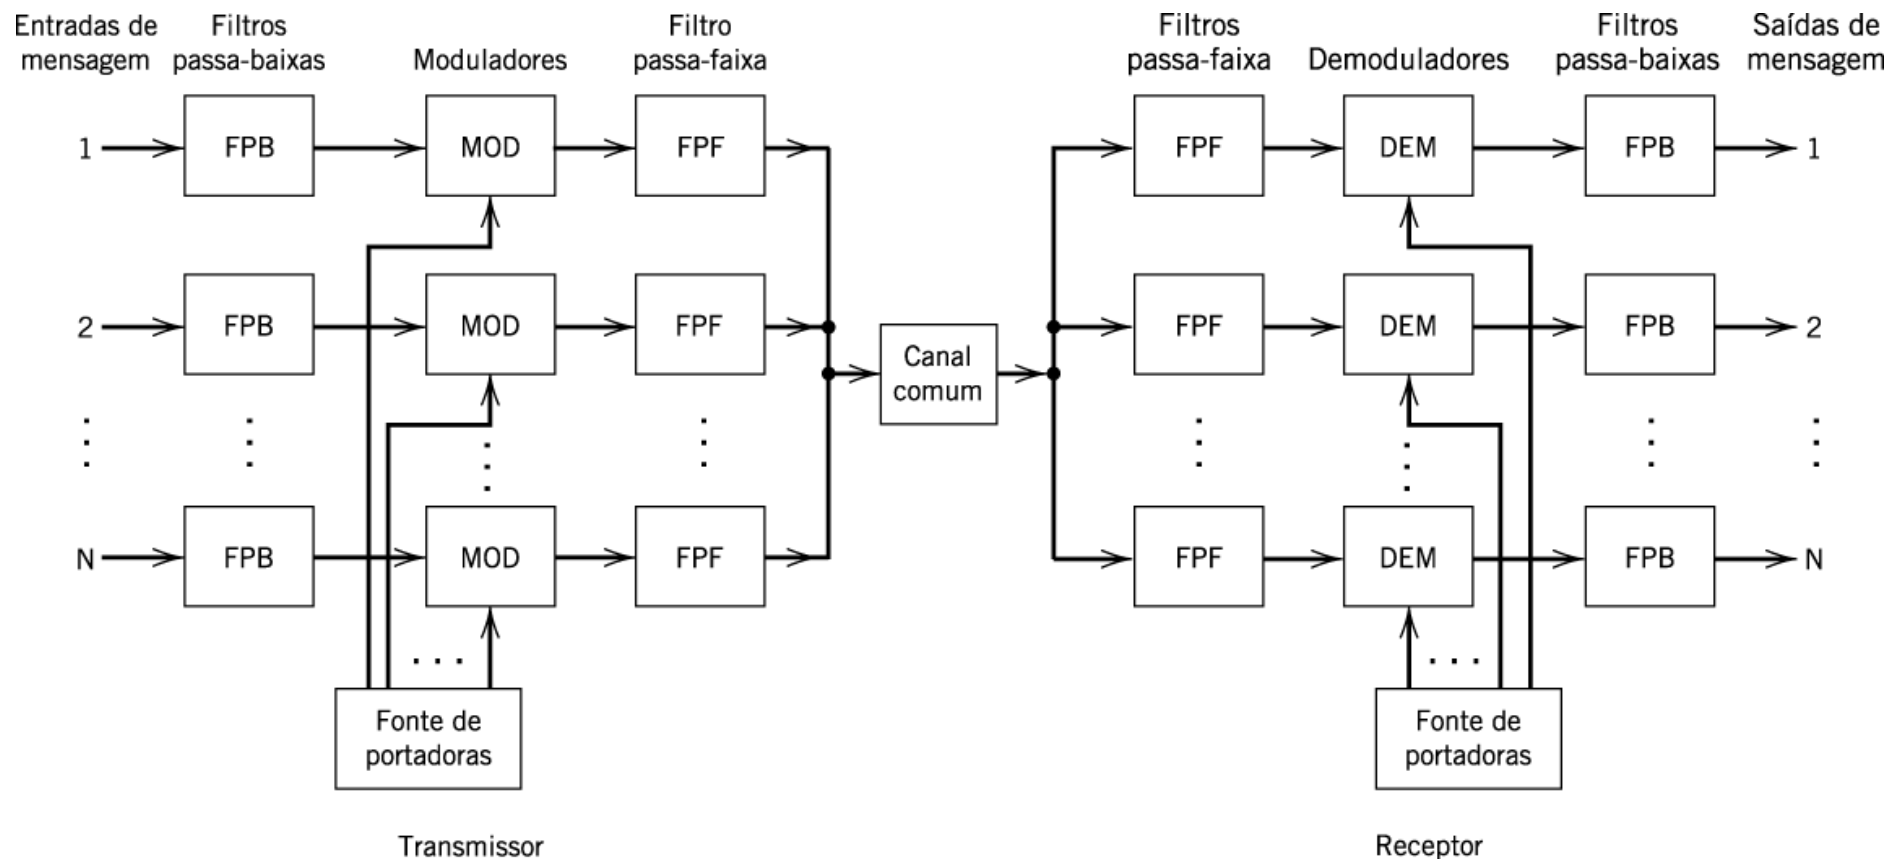 Entradas de
mensagem
Filtros
passa-baixas
Moduladores
Filtro
passa-faixa
Filtros
passa-faixa
Demoduladores
Filtros
passa-baixas
Saídas de
mensagem
1
FPB
MOD
FPF
FPF
DEM
FPB
1
2
FPB
MOD
FPF
Canal
comum
FPF
DEM
FPB
2
N
FPB
MOD
FPF
FPF
DEM
FPB
N
Fonte de
portadoras
Fonte de
portadoras
Transmissor
Receptor